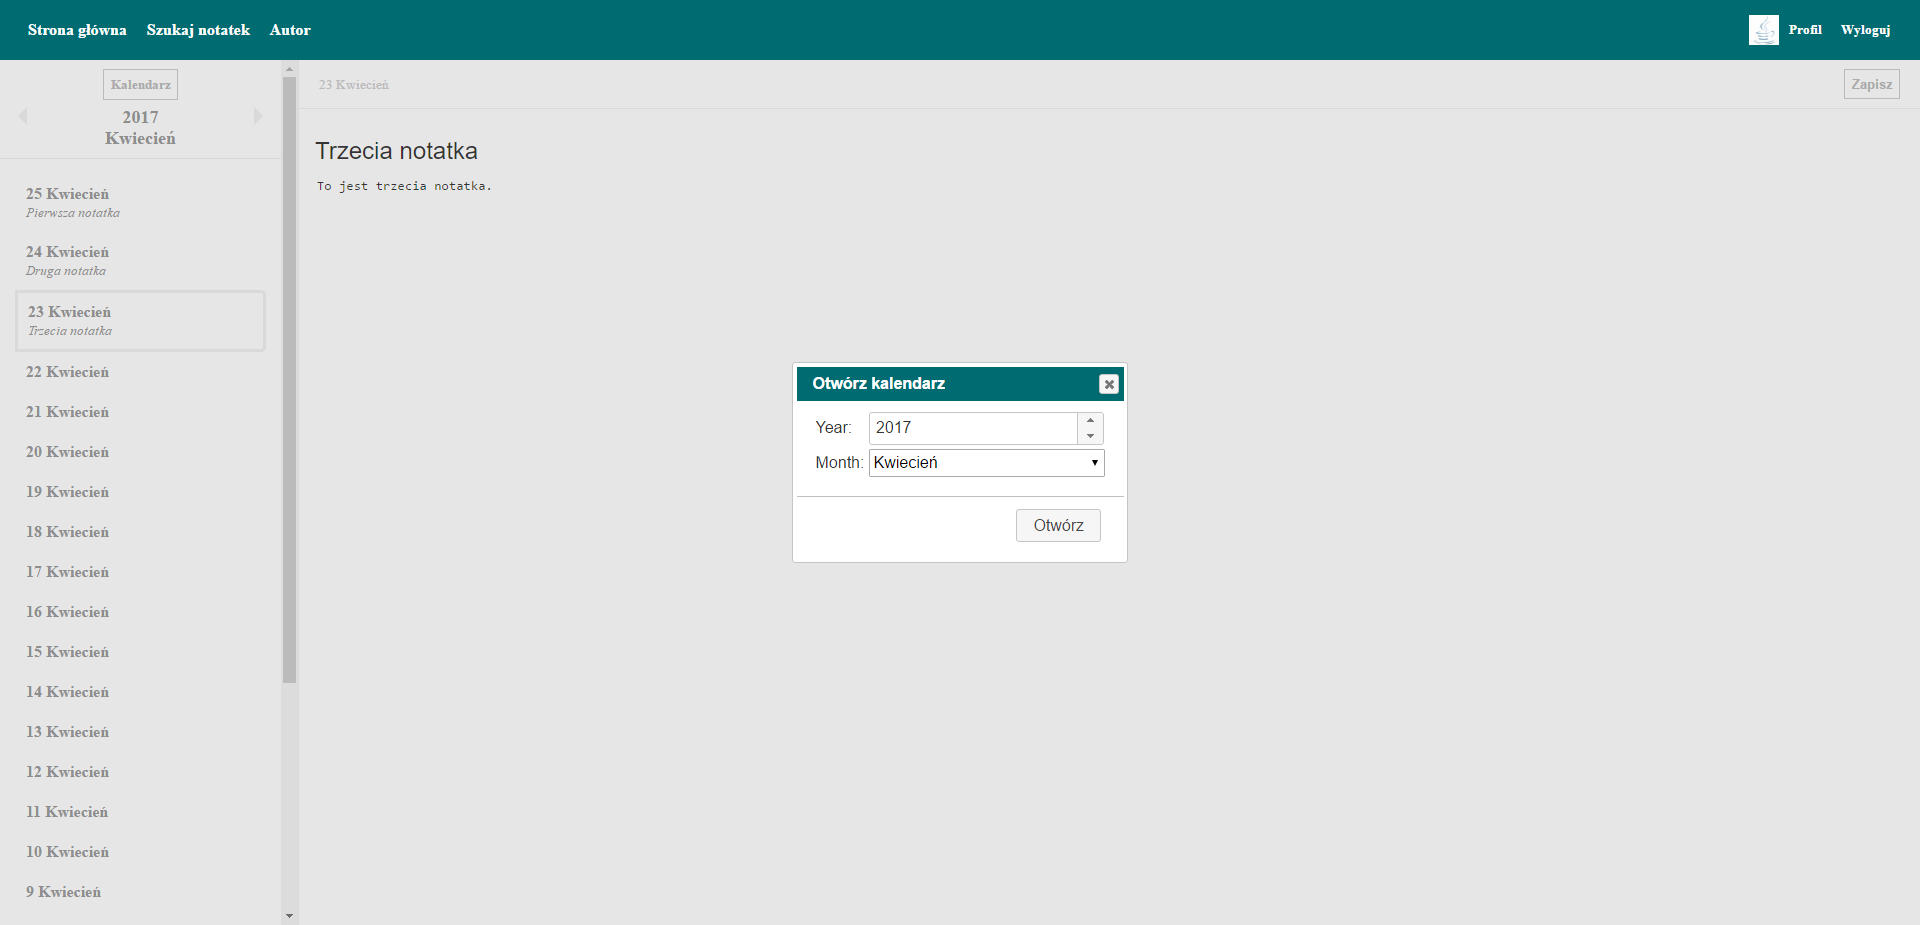 Strona główna Szukaj notatek Autor Profil Wyloguj
Kalendarz
2017
Kwiecień
25 Kwiecień
Pierwsza notatka
24 Kwiecień
Druga notatka
23 Kwiecień
Trzecia notatka
22 Kwiecień
21 Kwiecień
20 Kwiecień
19 Kwiecień
18 Kwiecień
17 Kwiecień
16 Kwiecień
15 Kwiecień
14 Kwiecień
13 Kwiecień
12 Kwiecień
11 Kwiecień
10 Kwiecień
9 Kwiecień
23 Kwiecień Zapisz
Trzecia notatka
To jest trzecia notatka.
Otwórz kalendarz
Year: 2017
Month: Kwiecień
Otwórz